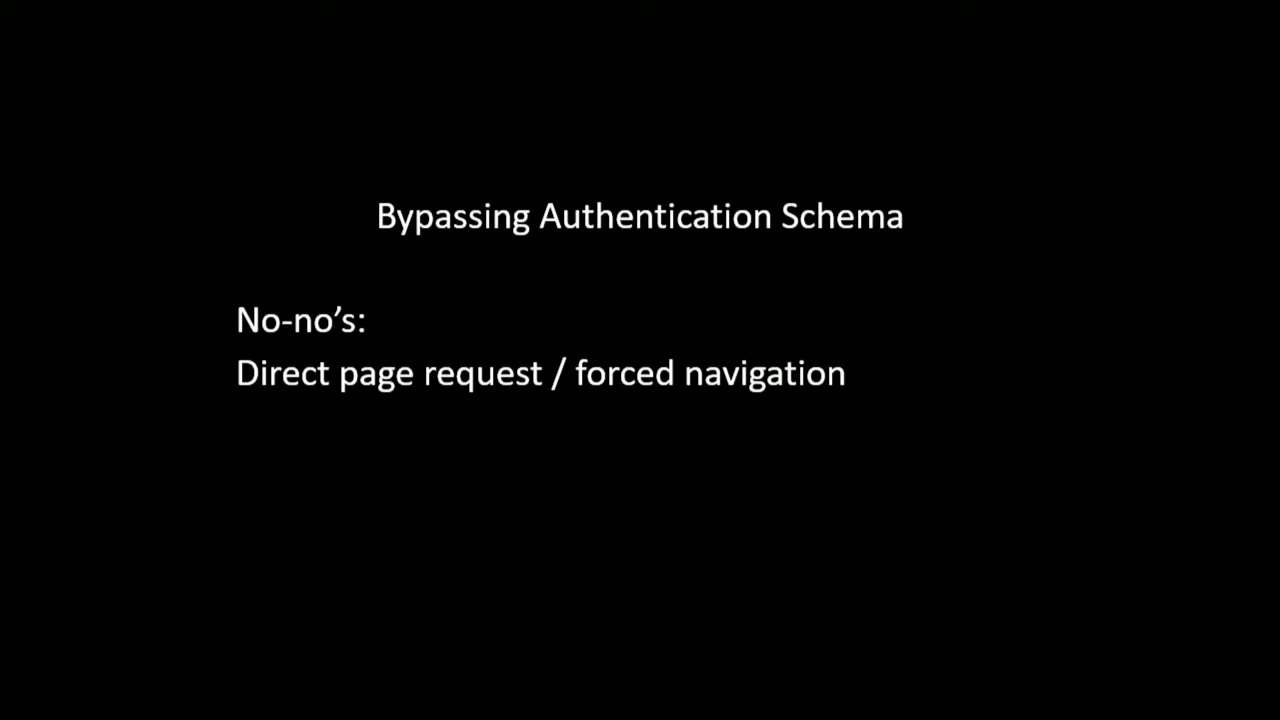 Bypassing Authentication Schema
No-no’s:
Direct page request / forced navigation